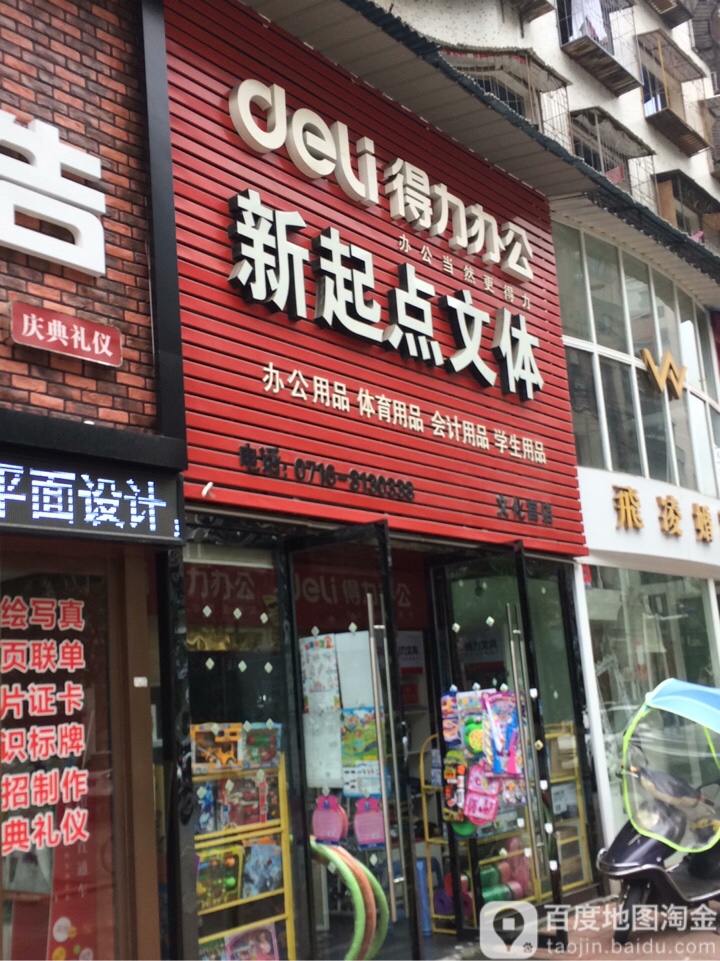 告
庆典礼仪
平面设计
绘写真
页联单
片证卡
识标牌
招制作
典礼仪
deli 得力办公
办公当然更得力
新起点文体
办公用品 体育用品 会计用品 学生用品
电话:0716-8130338
力办公
deli 得力办公
飛凌
百度地图淘金
taojin.baidu.com